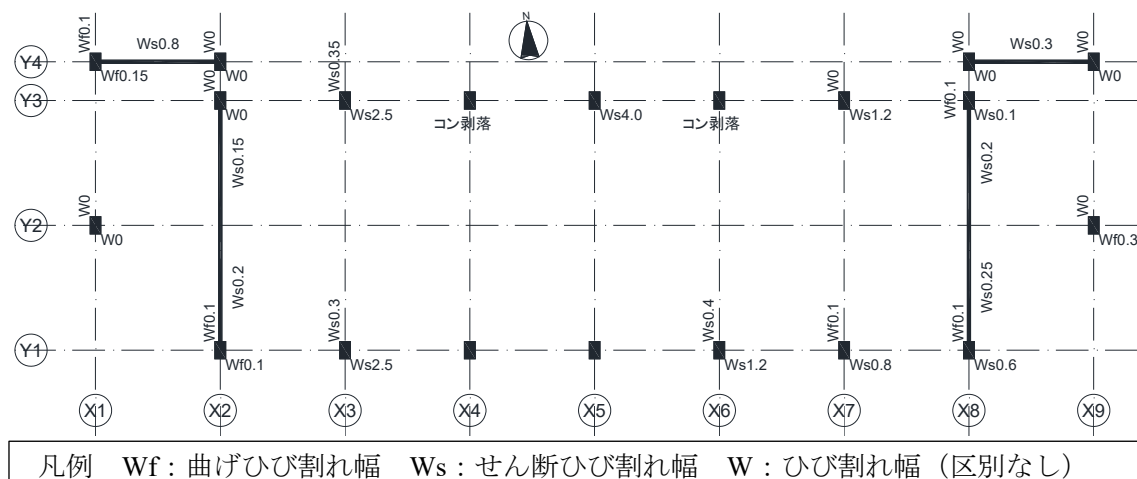 Wf0.1
Ws0.8
W0
N
W0
Ws0.3
W0
Y4
Wf0.15
W0
W0
Ws0.35
W0
W0
W0
Y3
W0
Ws2.5
コン剥落
Ws4.0
コン剥落
Ws1.2
Wf0.1
Ws0.1
Ws0.15
Ws0.2
W0
W0
Y2
W0
Wf0.3
Ws0.2
Ws0.25
Wf0.1
Ws0.3
Ws0.4
Wf0.1
Wf0.1
Y1
Wf0.1
Ws2.5
Ws1.2
Ws0.8
Ws0.6
X1 X2 X3 X4 X5 X6 X7 X8 X9
凡例 Wf:曲げひび割れ幅 Ws:せん断ひび割れ幅 W:ひび割れ幅(区別なし)